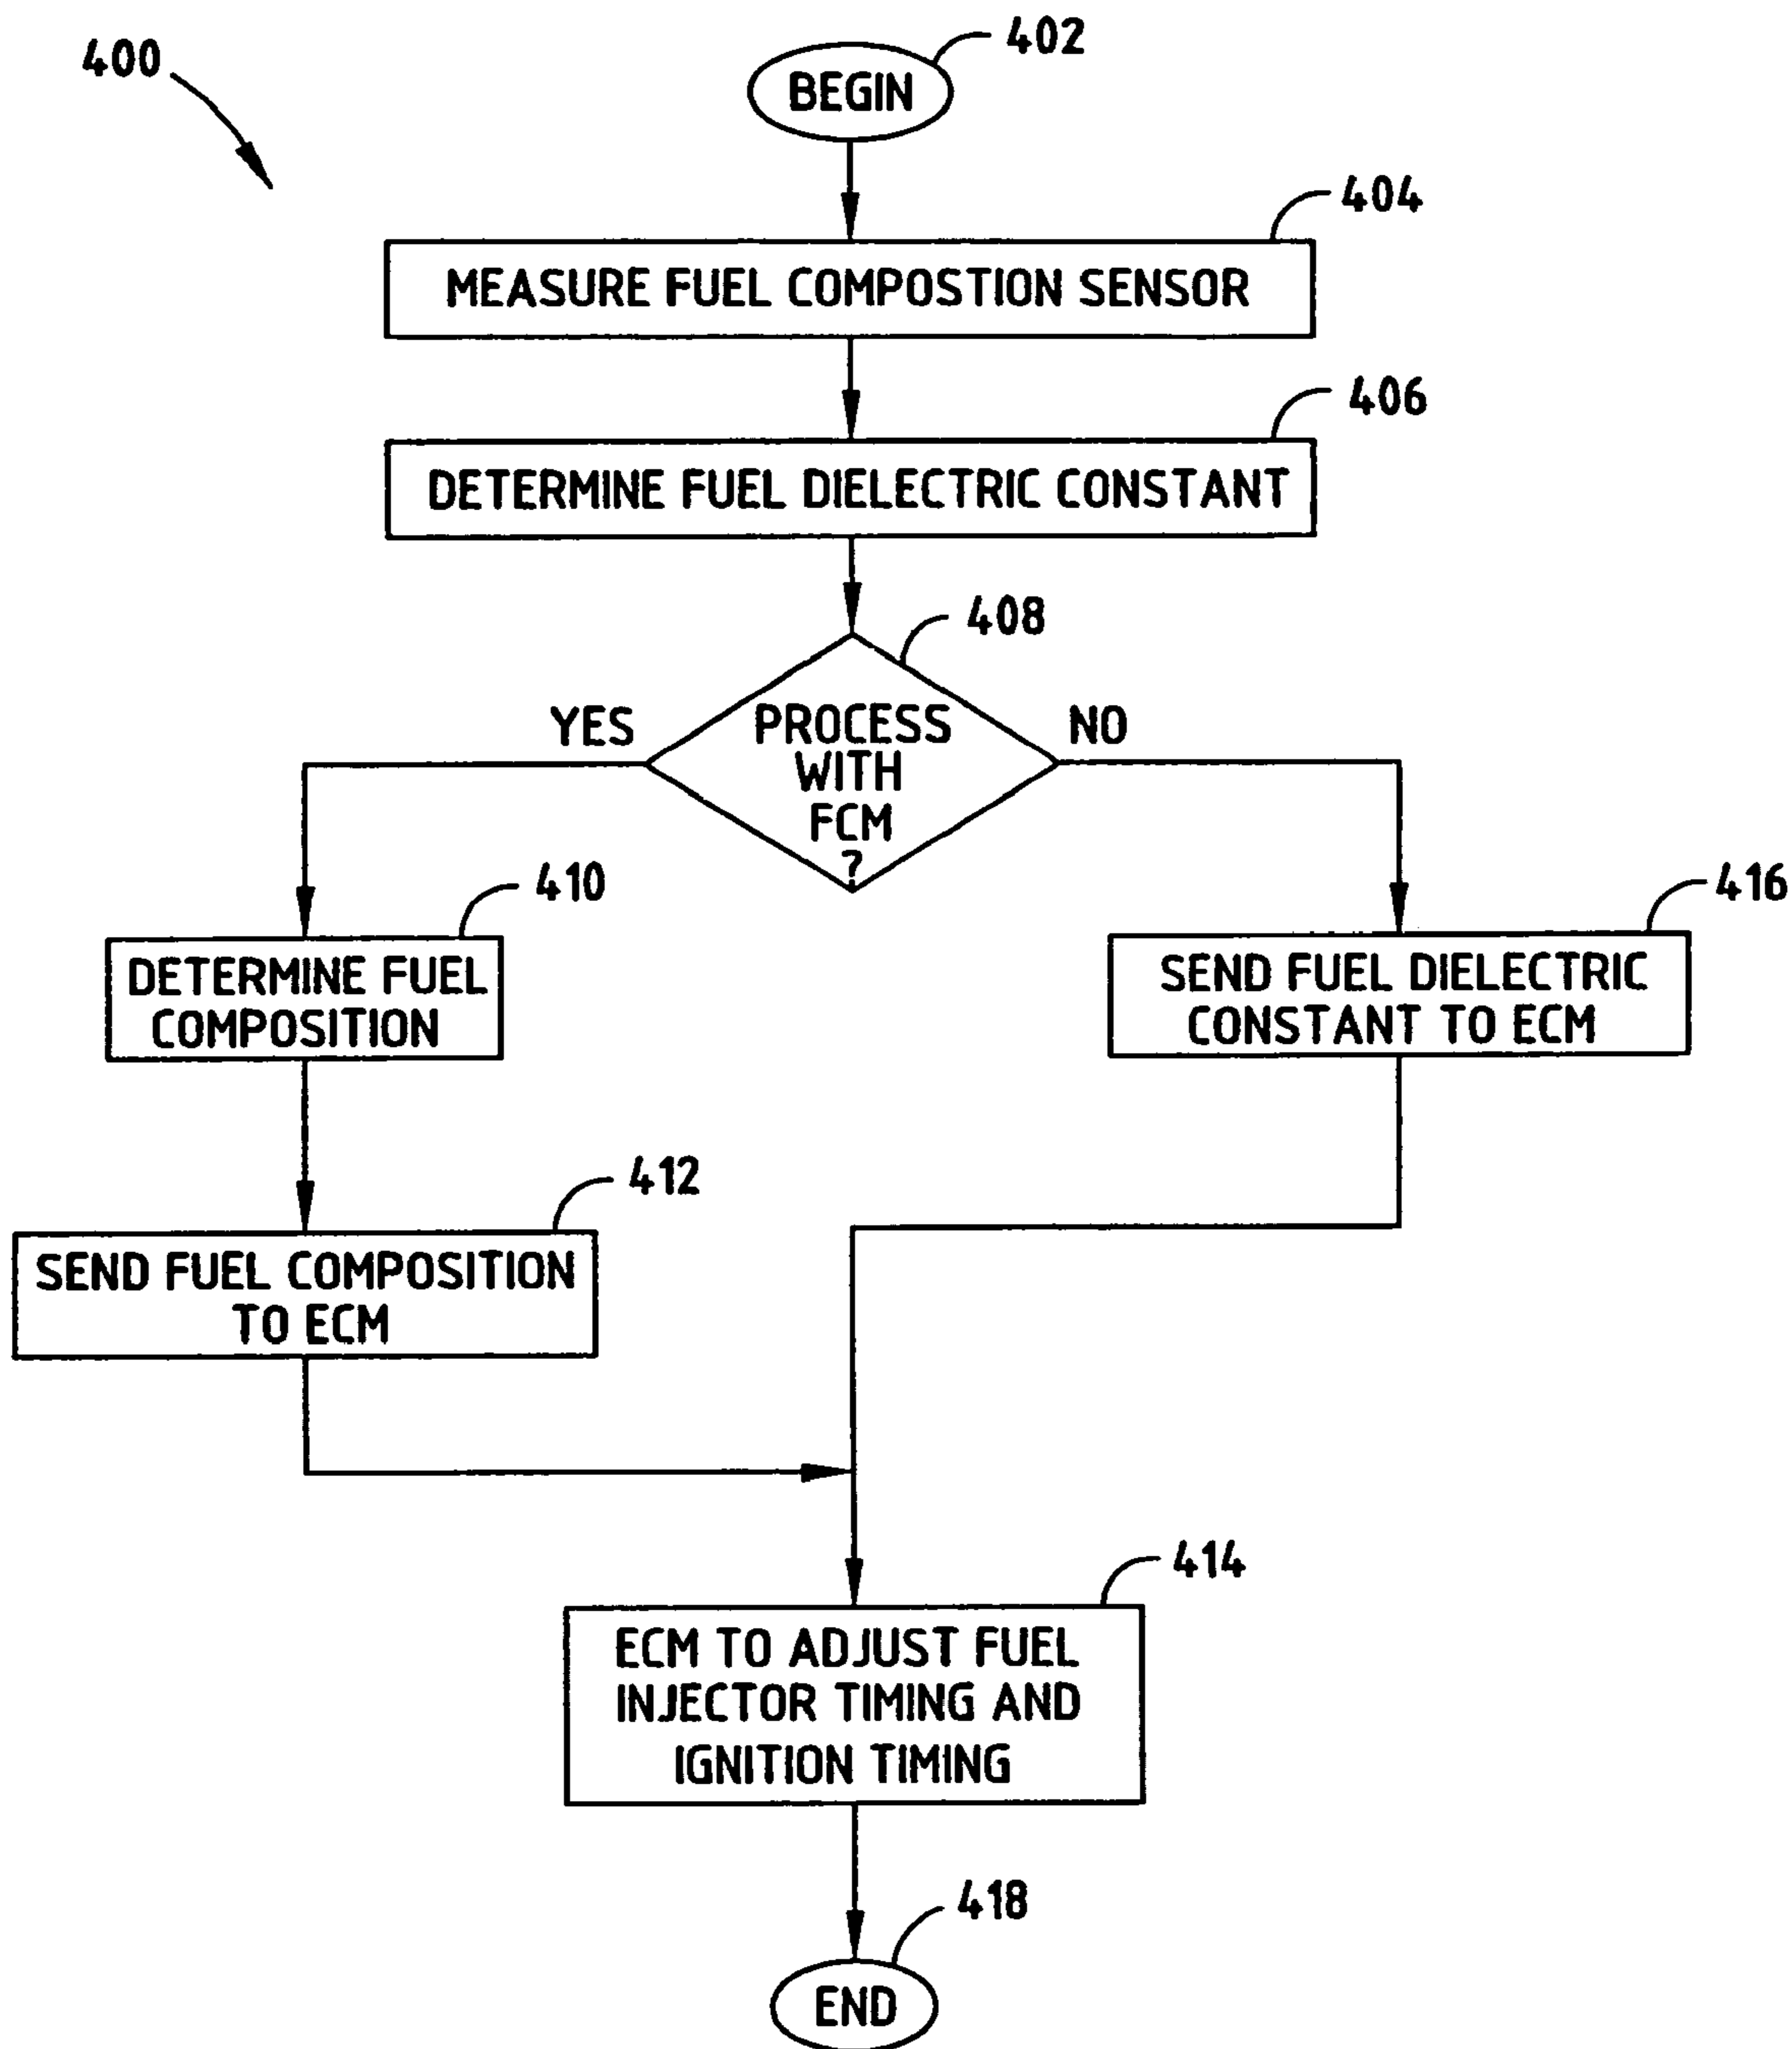 400
402
BEGIN
404
MEASURE FUEL COMPOSTION SENSOR
406
DETERMINE FUEL DIELECTRIC CONSTANT
408
YES
PROCESS
WITH
FCM
?
NO
410
DETERMINE FUEL
COMPOSITION
416
SEND FUEL DIELECTRIC
CONSTANT TO ECM
412
SEND FUEL COMPOSITION
TO ECM
414
ECM TO ADJUST FUEL
INJECTOR TIMING AND
IGNITION TIMING
418
END